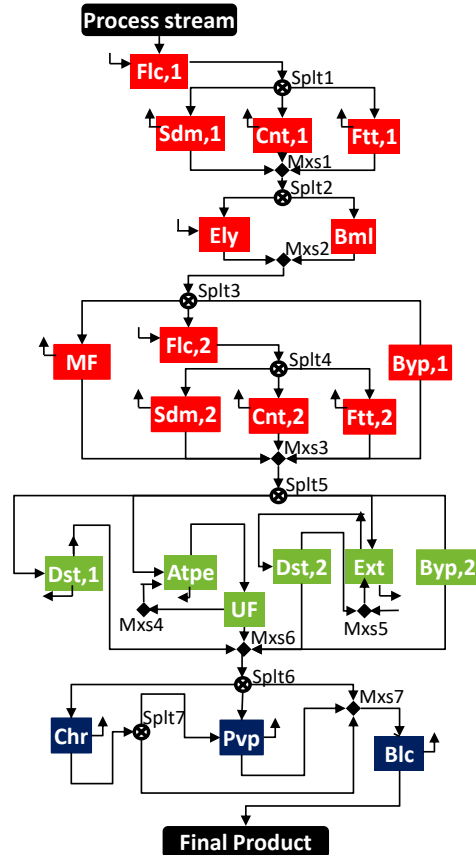 Process stream
Flc,1
Splt1
Sdm,1 Cnt,1 Ftt,1
Mxs1
Splt2
Ely Bml
Mxs2
Splt3
Flc,2
MF Splt4 Byp,1
Sdm,2 Cnt,2 Ftt,2
Mxs3
Splt5
Dst,1 Atpe Dst,2 Ext Byp,2
UF
Mxs4 Mxs5
Mxs6
Splt6
Mxs7
Splt7
Chr Pvp
Blc
Final Product